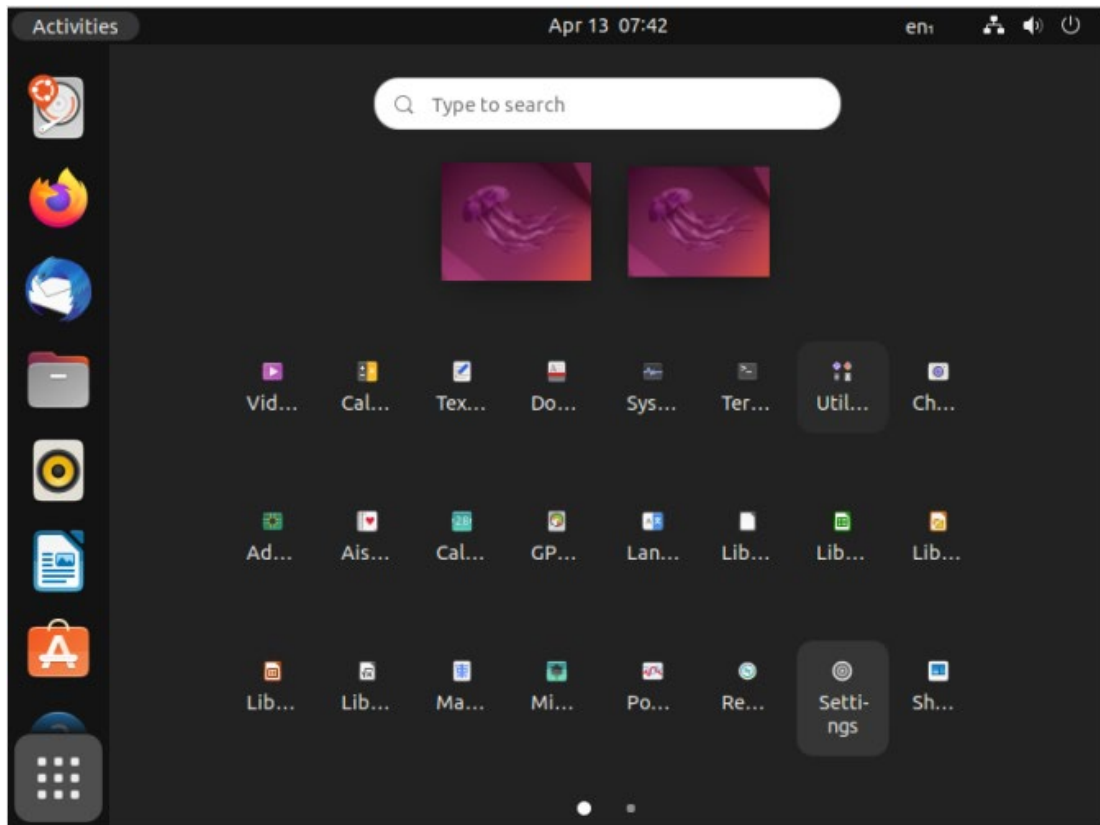 Activities
Apr 13 07:42
en₁
Type to search
Vid...
Cal...
Tex...
Do...
Sys...
Ter...
Util...
Ch...
Ad...
Ais...
Cal...
GP...
Lan...
Lib...
Lib...
Lib...
Lib...
Lib...
Ma...
Mi...
Po...
Re...
Setti-
ngs
Sh...